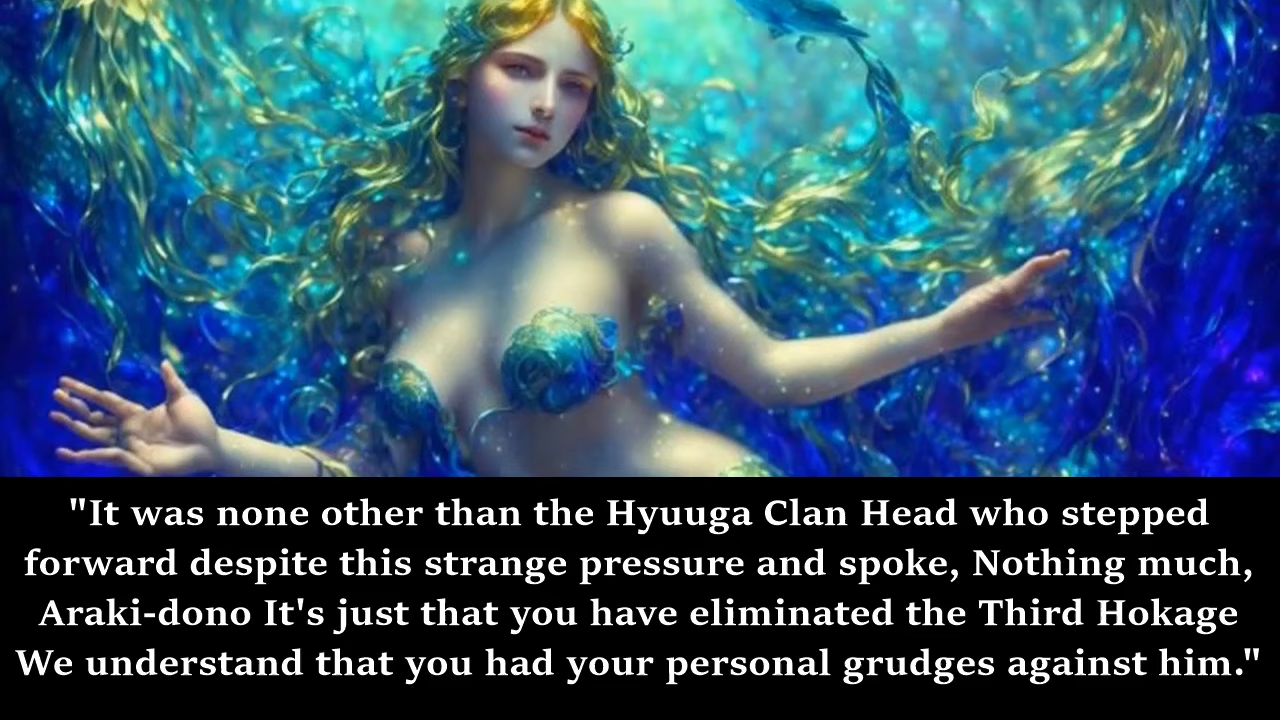 "It was none other than the Hyuuga Clan Head who stepped
forward despite this strange pressure and spoke, Nothing much,
Araki-dono It's just that you have eliminated the Third Hokage
We understand that you had your personal grudges against him."